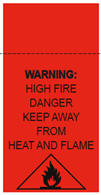 WARNING:
HIGH FIRE
DANGER
KEEP AWAY
FROM
HEAT AND FLAME